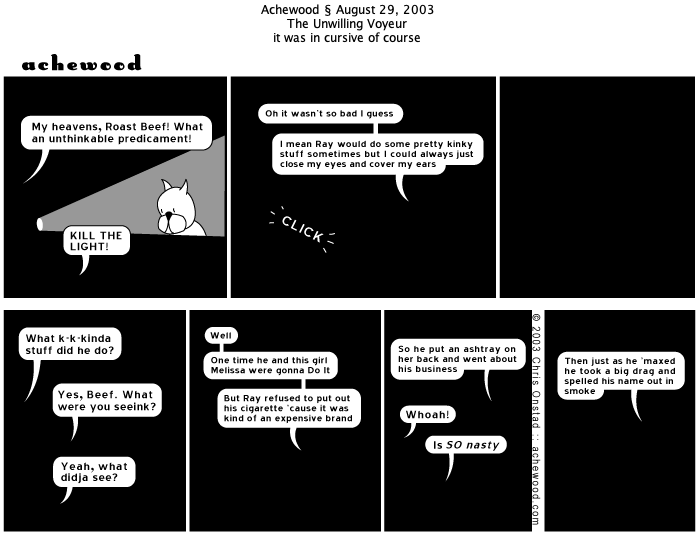 Achewood § August 29, 2003
The Unwilling Voyeur
it was in cursive of course
achewood
My heavens, Roast Beef! What
an unthinkable predicament!
KILL THE
LIGHT!
Oh it wasn't so bad I guess
I mean Ray would do some pretty kinky
stuff sometimes but I could always just
close my eyes and cover my ears
CLICK
What k-k-kinda
stuff did he do?
Yes, Beef. What
were you seeink?
Yeah, what
didja see?
Well
One time he and this girl
Melissa were gonna Do It
But Ray refused to put out
his cigarette 'cause it was
kind of an expensive brand
So he put an ashtray on
her back and went about
his business
Whoah!
Is SO nasty
© 2003 Chris Onstad :: achewood.com
Then just as he 'maxed
he took a big drag and
spelled his name out in
smoke